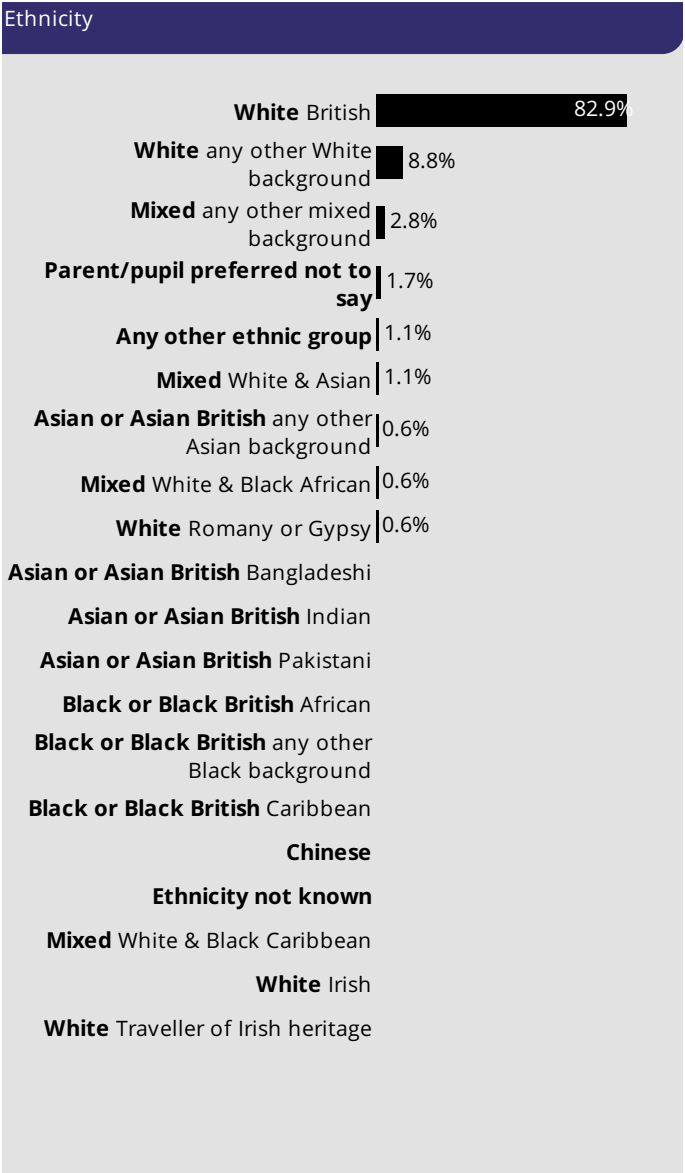 Ethnicity
White British 82.9%
White any other White
background 8.8%
Mixed any other mixed
background 2.8%
Parent/pupil preferred not to
say 1.7%
Any other ethnic group 1.1%
Mixed White & Asian 1.1%
Asian or Asian British any other
Asian background 0.6%
Mixed White & Black African 0.6%
White Romany or Gypsy 0.6%
Asian or Asian British Bangladeshi
Asian or Asian British Indian
Asian or Asian British Pakistani
Black or Black British African
Black or Black British any other
Black background
Black or Black British Caribbean
Chinese
Ethnicity not known
Mixed White & Black Caribbean
White Irish
White Traveller of Irish heritage